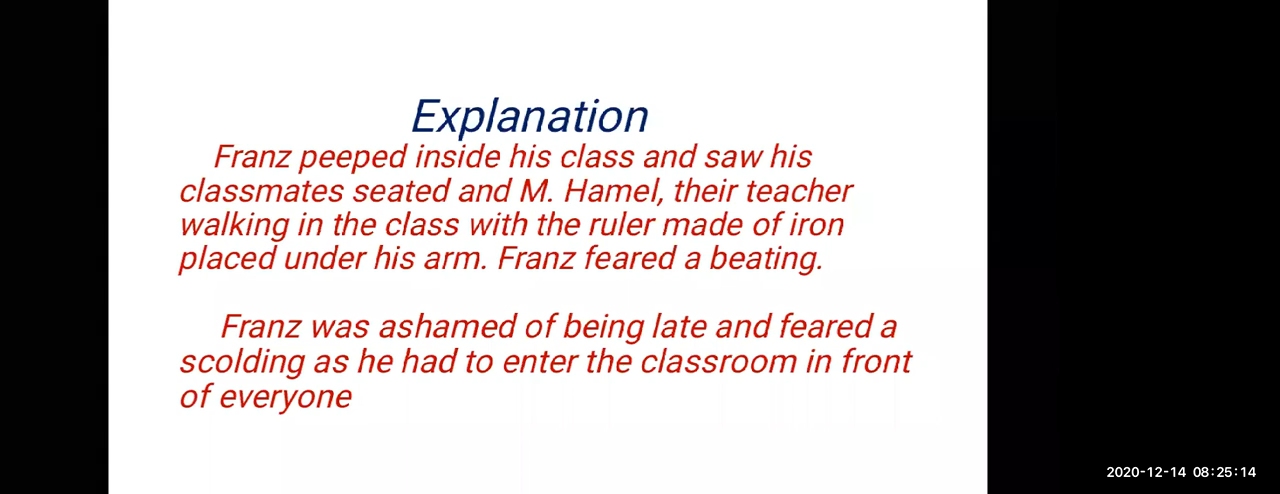 Explanation
Franz peeped inside his class and saw his
classmates seated and M. Hamel, their teacher
walking in the class with the ruler made of iron
placed under his arm. Franz feared a beating.
Franz was ashamed of being late and feared a
scolding as he had to enter the classroom in front
of everyone
2020-12-14 08:25:14